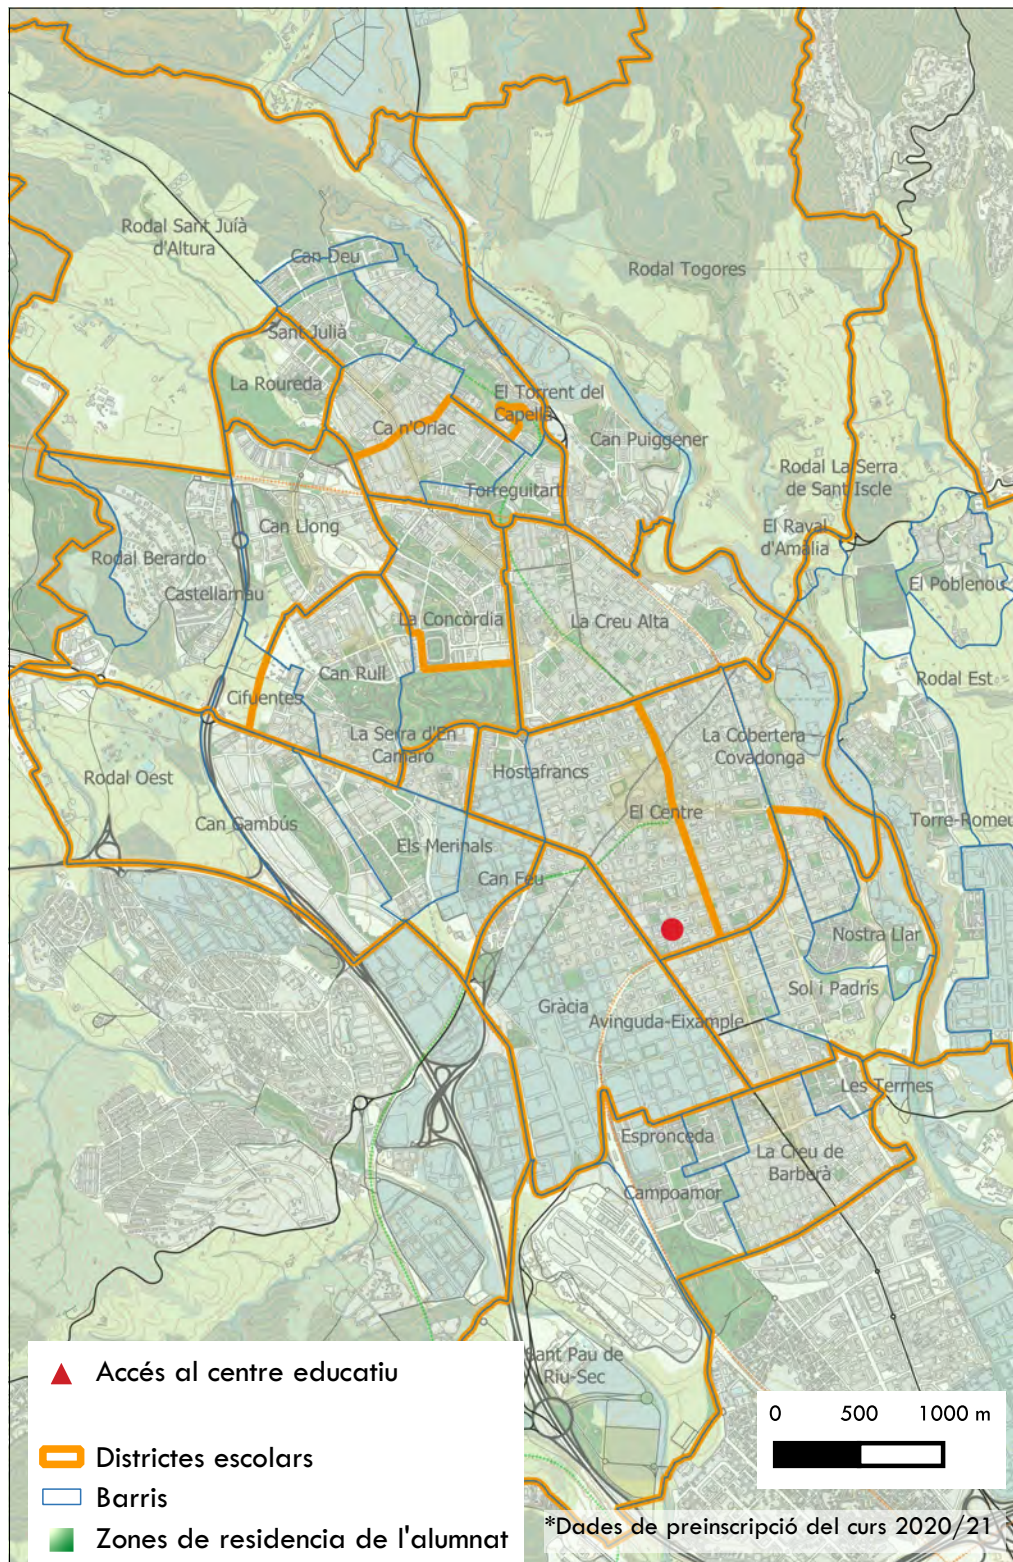 Rodal Sant Juià
d'Altura
Can Deu
Rodal Togores
Sant Julià
La Roureda
El Torrent del
Capellà
Ca n'Oriac
Can Puiggener
Rodal La Serra
de Sant Iscle
Torreguitart
Can Llong
El Raval
d'Amàlia
Rodal Berardo
El Poblenou
Castellarnau
La Concòrdia
La Creu Alta
Can Rull
Rodal Est
Cifuentes
La Serra d'En
Camaró
La Cobertera
Covadonga
Hostafrancs
Rodal Oest
El Centre
Can Gambús
Torre-Romeu
Els Merinals
Can Feu
Nostra Llar
Sol i Padrís
Gràcia
Avinguda-Eixample
Les Termes
Espronceda
La Creu de
Barberà
Campoamor
Sant Pau de
Riu-Sec
Accés al centre educatiu
Districtes escolars
Barris
Zones de residencia de l'alumnat
0 500 1000 m
*Dades de preinscripció del curs 2020/21